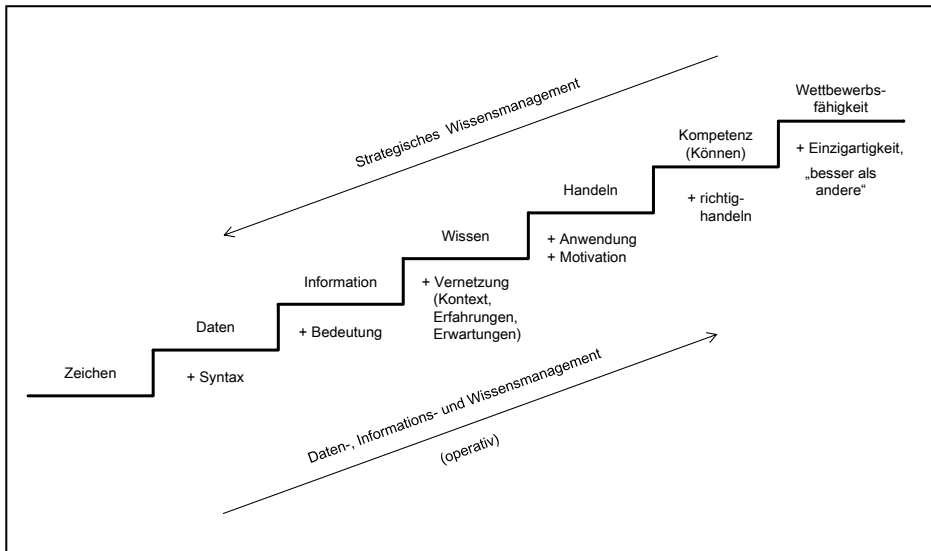 Strategisches Wissensmanagement
Zeichen
Daten
+ Syntax
Information
+ Bedeutung
Wissen
+ Vernetzung
(Kontext,
Erfahrungen,
Erwartungen)
Handeln
+ Anwendung
+ Motivation
Kompetenz
(Können)
+ richtig-
handeln
Wettbewerbs-
fähigkeit
+ Einzigartigkeit,
„besser als
andere“
Daten-, Informations- und Wissensmanagement
(operativ)